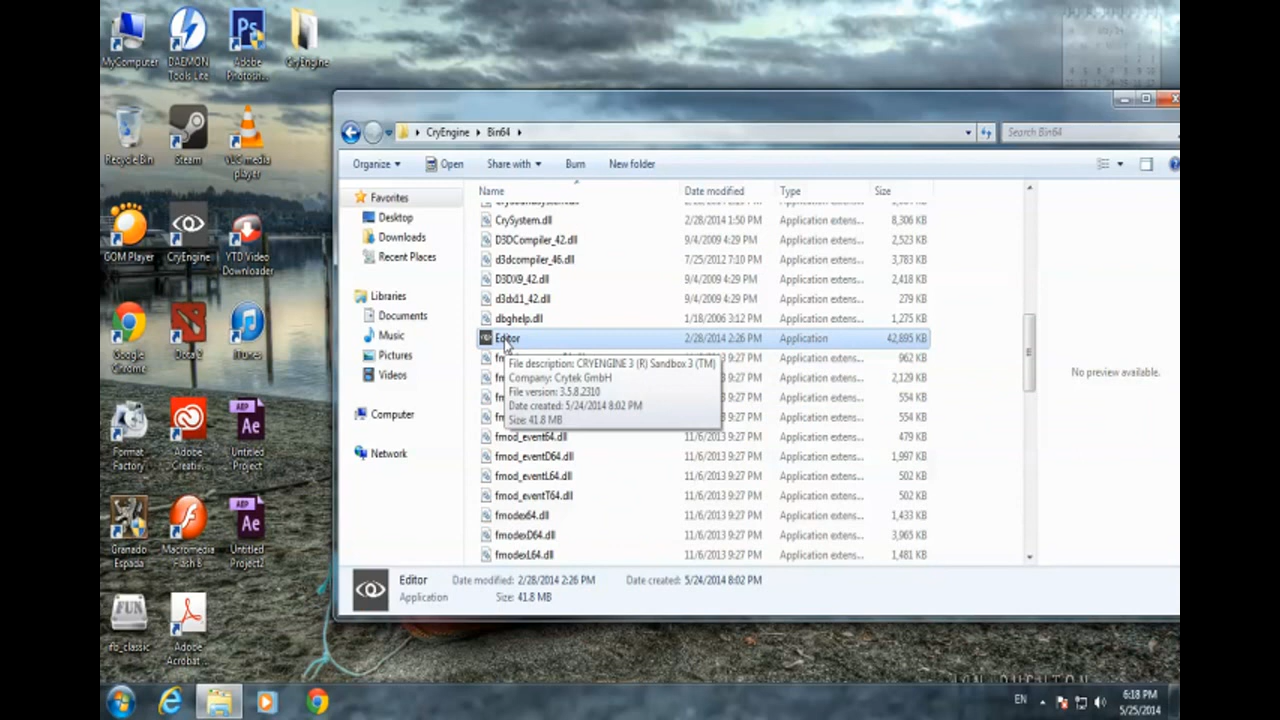 MyComputer
DAEMON Tools Lite
Adobe Photosh...
CryEngine
Recycle Bin
Steam
VLC media player
GOM Player
CryEngine
YTD Video Downloader
Google Chrome
Dota 2
iTunes
Format Factory
Adobe Creati...
Untitled Project
Granado Espada
Macromedia Flash 8
Untitled Project2
fb_classic
Adobe Acrobat ...
CryEngine Bin64
Search Bin64
Organize Open Share with Burn New folder
Name Date modified Type Size
Favorites
Desktop
Downloads
Recent Places
Libraries
Documents
Music
Pictures
Videos
Computer
Network
CrySystem.dll 2/28/2014 1:50 PM Application extens... 8,306 KB
D3DCompiler_42.dll 9/4/2009 4:29 PM Application extens... 2,523 KB
d3dcompiler_46.dll 7/25/2012 7:10 PM Application extens... 3,783 KB
D3DX9_42.dll 9/4/2009 4:29 PM Application extens... 2,418 KB
d3dx11_42.dll 9/4/2009 4:29 PM Application extens... 279 KB
dbghelp.dll 1/18/2006 3:12 PM Application extens... 1,275 KB
Editor 2/28/2014 2:26 PM Application 42,895 KB
9:27 PM Application extens... 962 KB
File description: CRYENGINE 3 (R) Sandbox 3 (TM)
Company: Crytek GmbH
File version: 3.5.8.2310
Date created: 5/24/2014 8:02 PM
Size: 41.8 MB
9:27 PM Application extens... 2,129 KB
9:27 PM Application extens... 554 KB
9:27 PM Application extens... 554 KB
fmod_event64.dll 11/6/2013 9:27 PM Application extens... 479 KB
fmod_eventD64.dll 11/6/2013 9:27 PM Application extens... 1,997 KB
fmod_eventL64.dll 11/6/2013 9:27 PM Application extens... 502 KB
fmod_eventT64.dll 11/6/2013 9:27 PM Application extens... 502 KB
fmodex64.dll 11/6/2013 9:27 PM Application extens... 1,433 KB
fmodexD64.dll 11/6/2013 9:27 PM Application extens... 3,965 KB
fmodexL64.dll 11/6/2013 9:27 PM Application extens... 1,481 KB
No preview available.
Editor Date modified: 2/28/2014 2:26 PM Date created: 5/24/2014 8:02 PM
Application Size: 41.8 MB
EN
6:18 PM
5/25/2014